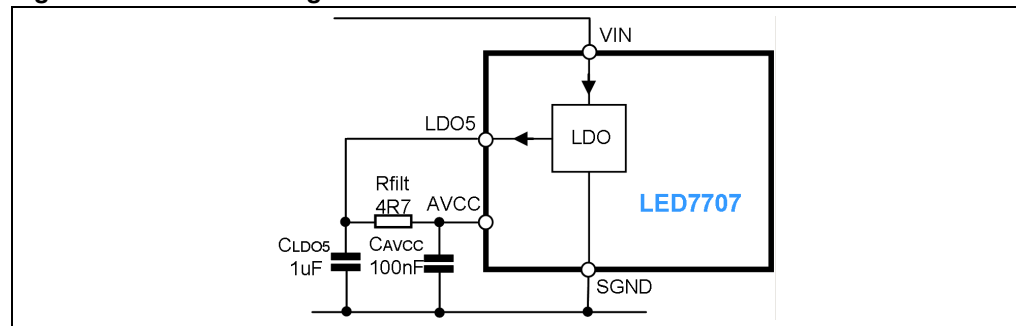 VIN
LDO5
LDO
Rfilt
4R7
AVCC
LED7707
CLDO5
1uF
CAVCC
100nF
SGND